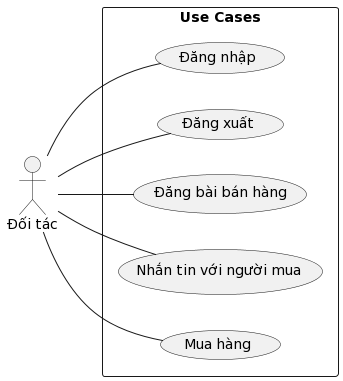 Use Cases
Đăng nhập
Đăng xuất
Đăng bài bán hàng
Đối tác
Nhắn tin với người mua
Mua hàng